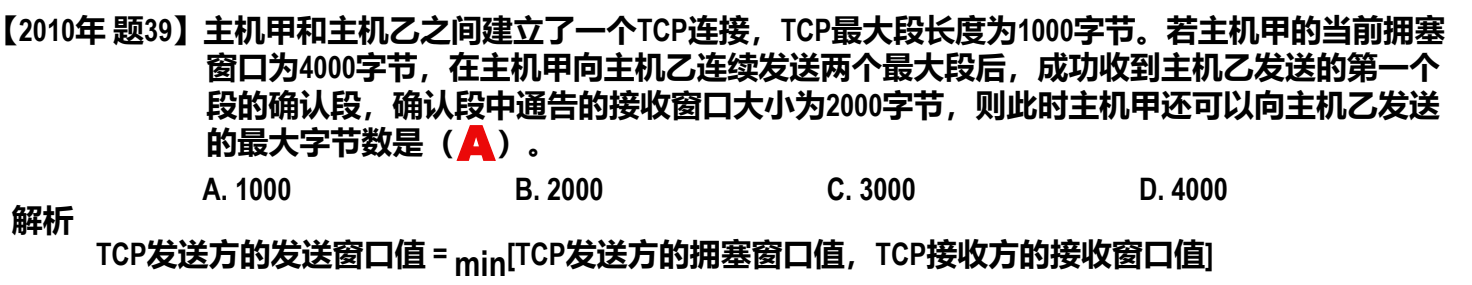 【2010年 题39】主机甲和主机乙之间建立了一个TCP连接，TCP最大段长度为1000字节。若主机甲的当前拥塞
窗口为4000字节，在主机甲向主机乙连续发送两个最大段后，成功收到主机乙发送的第一个
段的确认段，确认段中通告的接收窗口大小为2000字节，则此时主机甲还可以向主机乙发送
的最大字节数是（A）。
A. 1000 B. 2000 C. 3000 D. 4000
解析
TCP发送方的发送窗口值 = min[TCP发送方的拥塞窗口值，TCP接收方的接收窗口值]